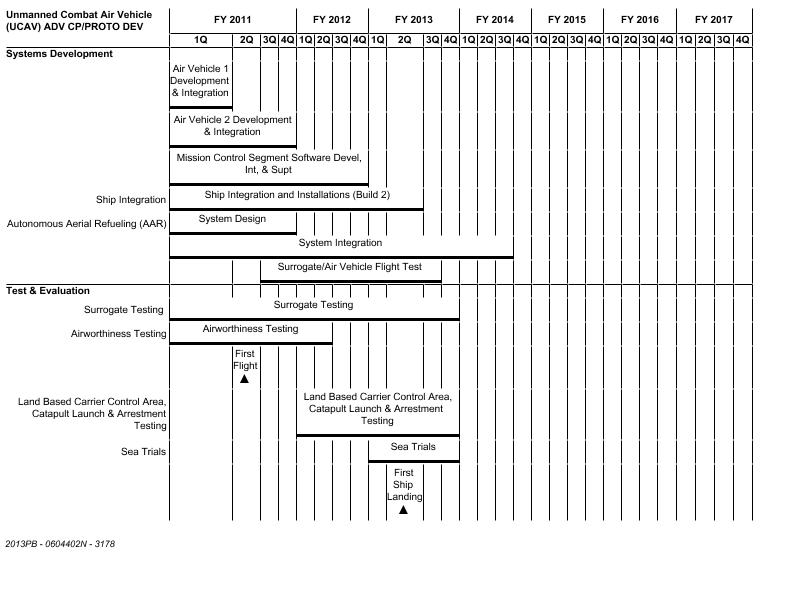 Unmanned Combat Air Vehicle
(UCAV) ADV CP/PROTO DEV
FY 2011 FY 2012 FY 2013 FY 2014 FY 2015 FY 2016 FY 2017
1Q 2Q 3Q 4Q 1Q 2Q 3Q 4Q 1Q 2Q 3Q 4Q 1Q 2Q 3Q 4Q 1Q 2Q 3Q 4Q 1Q 2Q 3Q 4Q 1Q 2Q 3Q 4Q
Systems Development
Air Vehicle 1
Development
& Integration
Air Vehicle 2 Development
& Integration
Mission Control Segment Software Devel,
Int, & Supt
Ship Integration
Ship Integration and Installations (Build 2)
Autonomous Aerial Refueling (AAR)
System Design
System Integration
Surrogate/Air Vehicle Flight Test
Test & Evaluation
Surrogate Testing
Surrogate Testing
Airworthiness Testing
Airworthiness Testing
First
Flight
Land Based Carrier Control Area,
Catapult Launch & Arrestment
Testing
Land Based Carrier Control Area,
Catapult Launch & Arrestment
Testing
Sea Trials
Sea Trials
First
Ship
Landing
2013PB - 0604402N - 3178